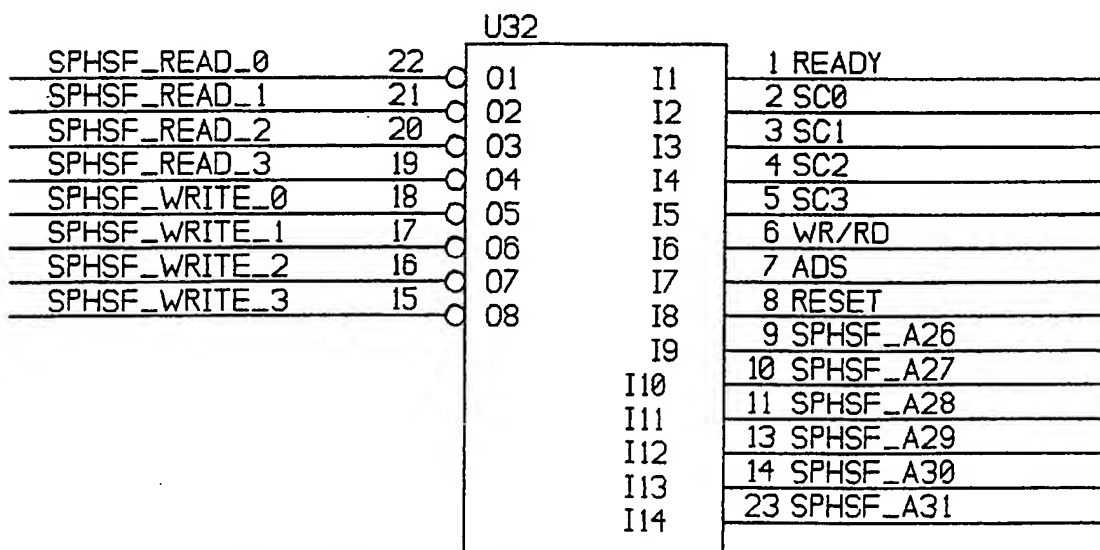 U32
SPHSF_READ_0 22 O1 I1 1 READY
SPHSF_READ_1 21 O2 I2 2 SC0
SPHSF_READ_2 20 O3 I3 3 SC1
SPHSF_READ_3 19 O4 I4 4 SC2
SPHSF_WRITE_0 18 O5 I5 5 SC3
SPHSF_WRITE_1 17 O6 I6 6 WR/RD
SPHSF_WRITE_2 16 O7 I7 7 ADS
SPHSF_WRITE_3 15 O8 I8 8 RESET
I9 9 SPHSF_A26
I10 10 SPHSF_A27
I11 11 SPHSF_A28
I12 13 SPHSF_A29
I13 14 SPHSF_A30
I14 23 SPHSF_A31